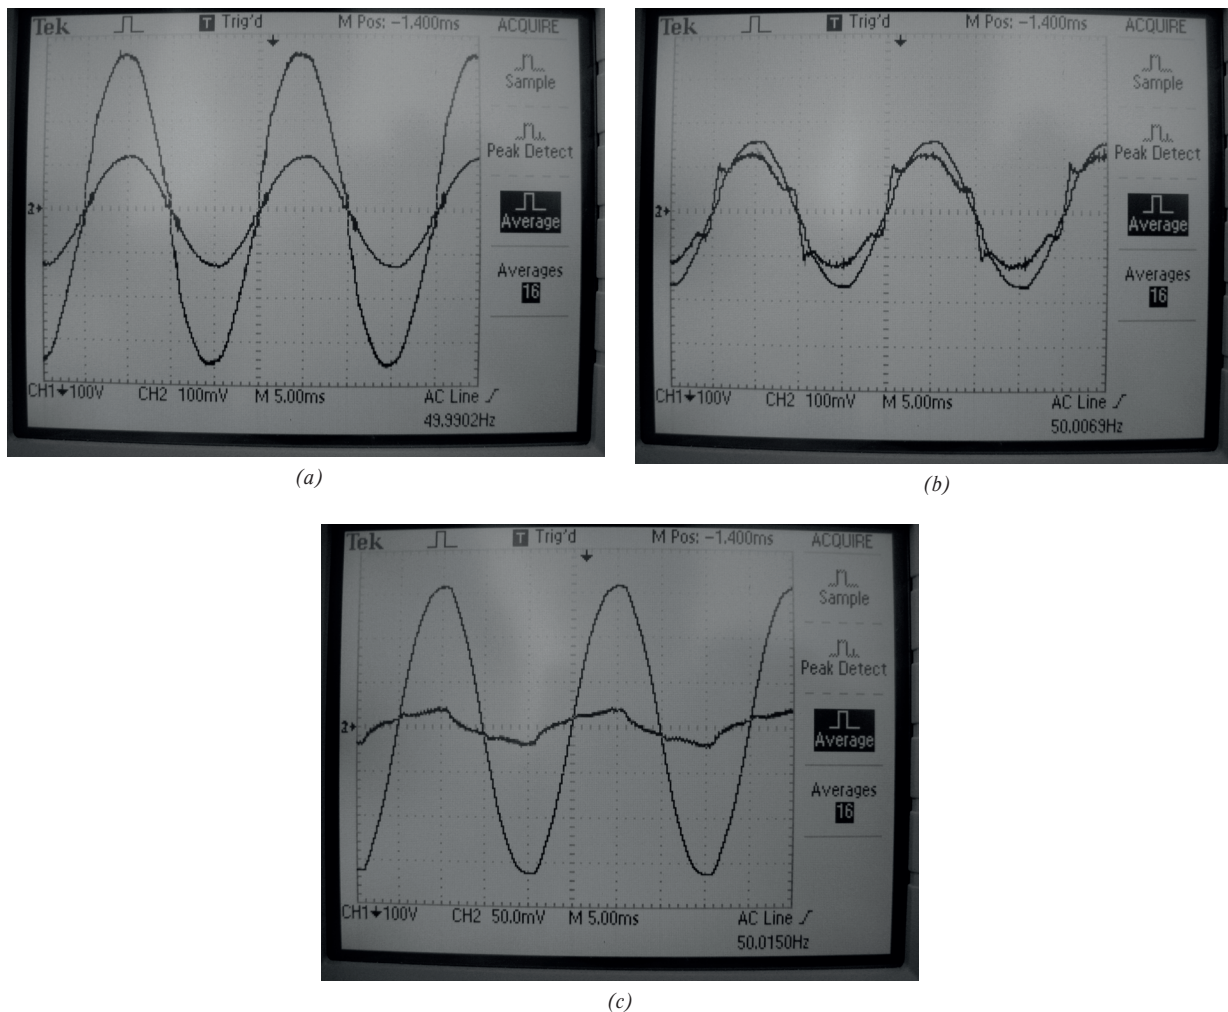 Tek T Trig'd M Pos: -1.400ms ACQUIRE
Sample
Peak Detect
Average
Averages
16
2
CH1 100V CH2 100mV M 5.00ms AC Line
49.9902Hz
(a)
Tek T Trig'd M Pos: -1.400ms ACQUIRE
Sample
Peak Detect
Average
Averages
16
2
CH1 100V CH2 100mV M 5.00ms AC Line
50.0069Hz
(b)
Tek T Trig'd M Pos: -1.400ms ACQUIRE
Sample
Peak Detect
Average
Averages
16
2
CH1 100V CH2 50.0mV M 5.00ms AC Line
50.0150Hz
(c)